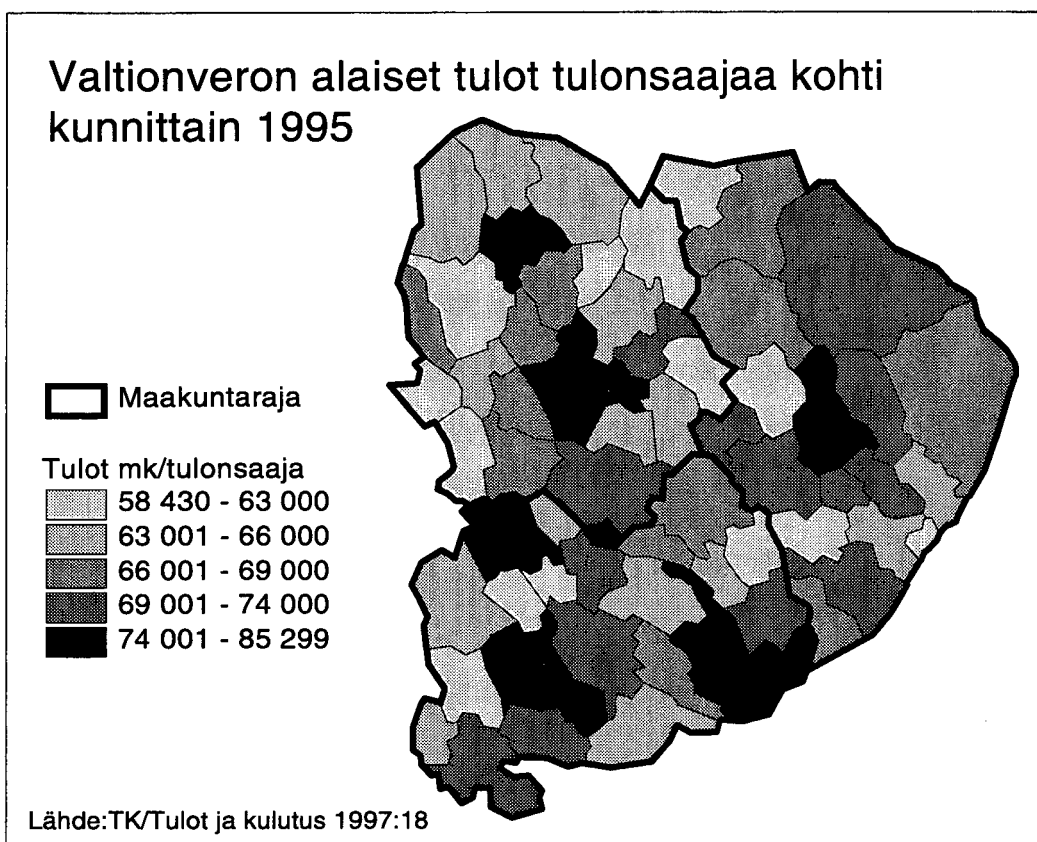 Valtionveron alaiset tulot tulonsaajaa kohti
kunnittain 1995
Maakuntaraja
Tulot mk/tulonsaaja
58 430 - 63 000
63 001 - 66 000
66 001 - 69 000
69 001 - 74 000
74 001 - 85 299
Lähde:TK/Tulot ja kulutus 1997:18